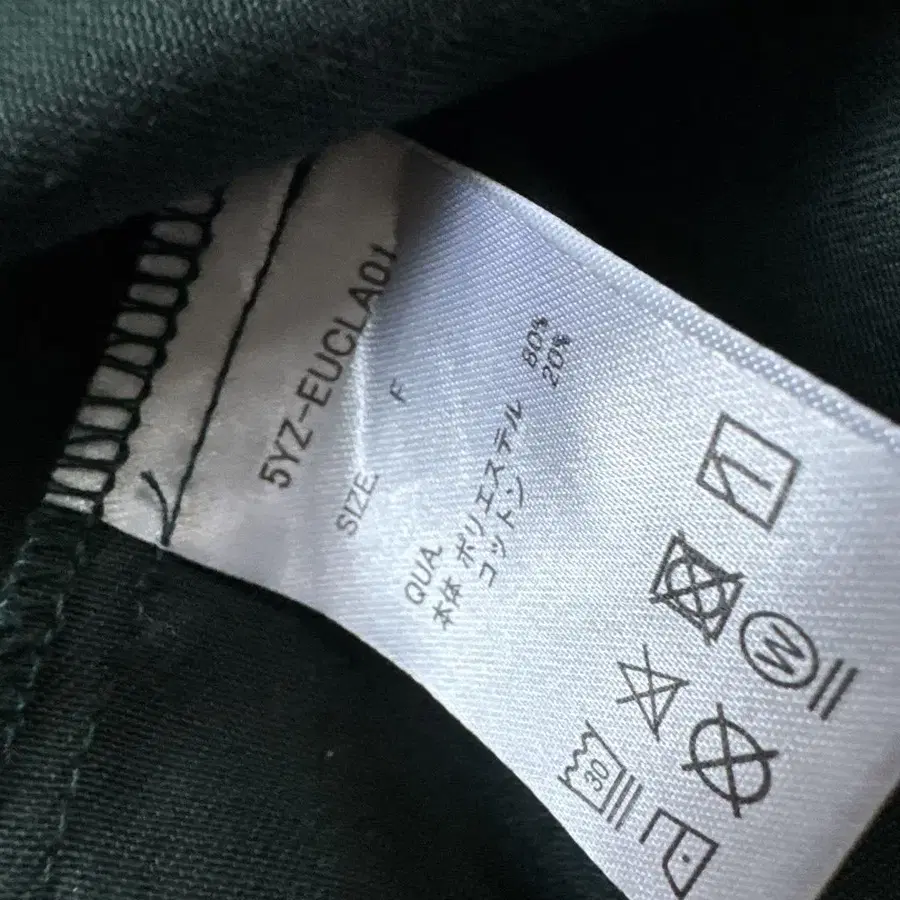 5YZ-EUCLA01
SIZE F
QUA.
本体 ポリエステル 80%
コットン 20%
30
W